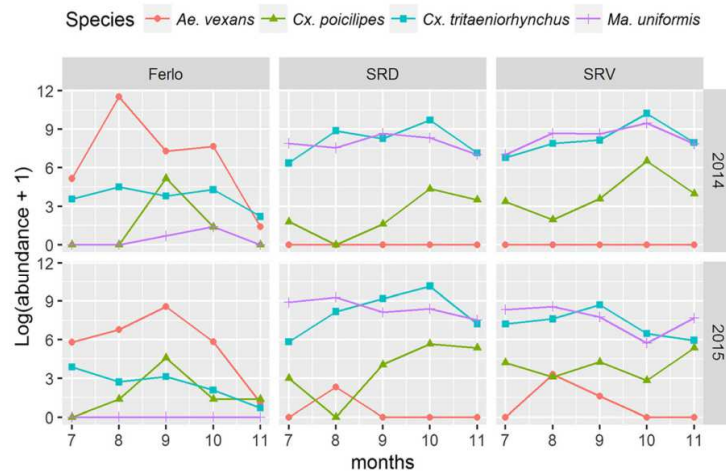 Species Ae. vexans Cx. poicilipes Cx. tritaeniorhynchus Ma. uniformis
Ferlo SRD SRV
12
9
6
3
0
2014
12
9
6
3
0
2015
Log(abundance + 1)
7 8 9 10 11 7 8 9 10 11 7 8 9 10 11
months